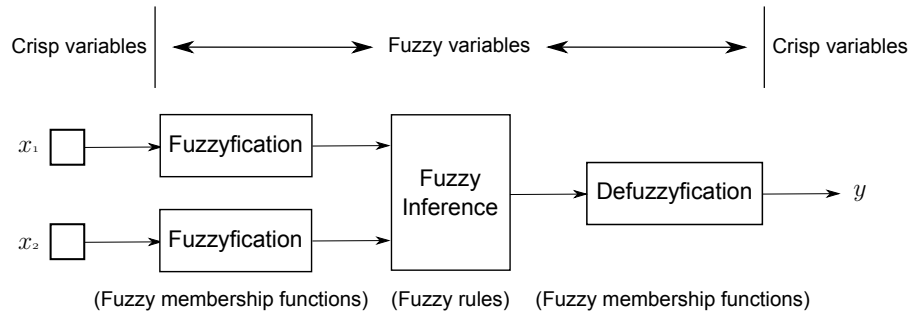 Crisp variables
Fuzzy variables
Crisp variables
x₁
Fuzzyfication
x₂
Fuzzyfication
Fuzzy
Inference
Defuzzyfication
y
(Fuzzy membership functions)
(Fuzzy rules)
(Fuzzy membership functions)